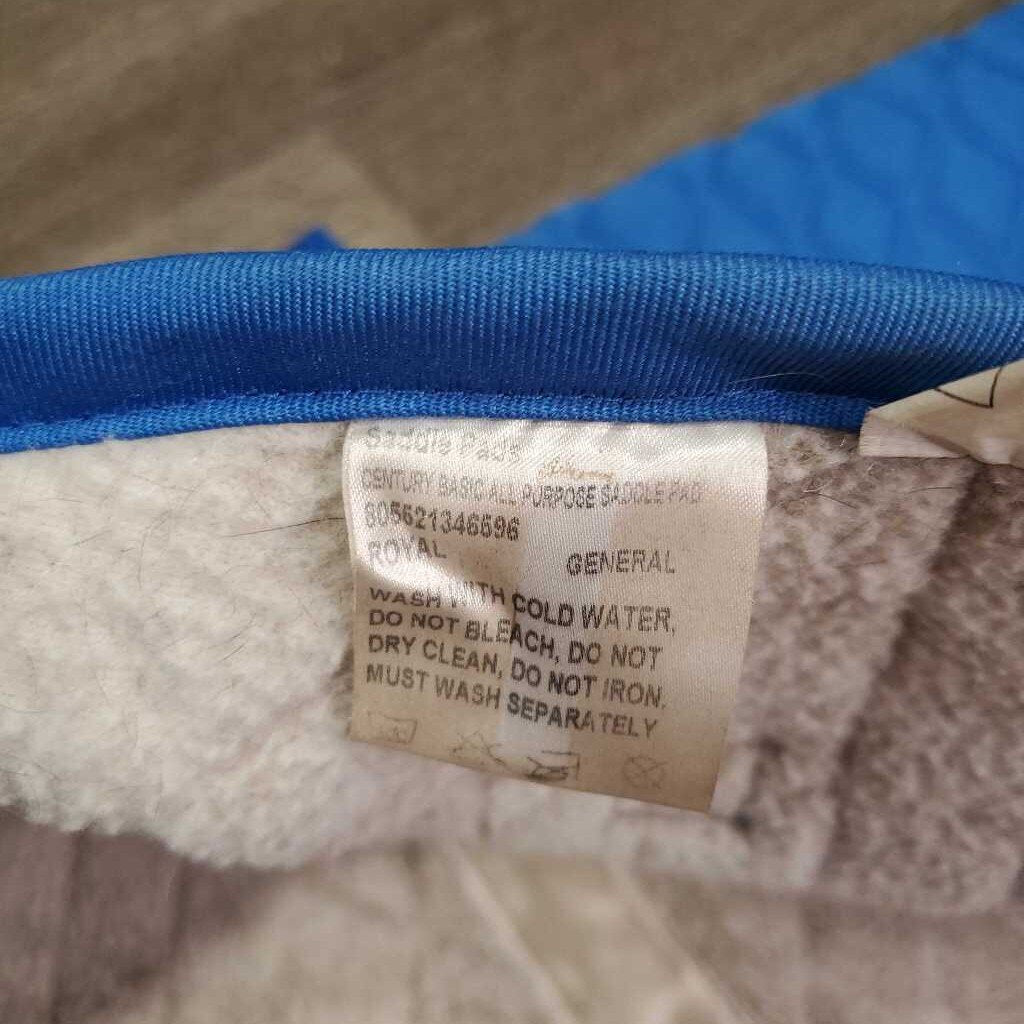 Saddle Pads
CENTURY BASIC ALL PURPOSE SADDLE PAD
805621346596
ROYAL GENERAL
WASH WITH COLD WATER,
DO NOT BLEACH, DO NOT
DRY CLEAN, DO NOT IRON,
MUST WASH SEPARATELY